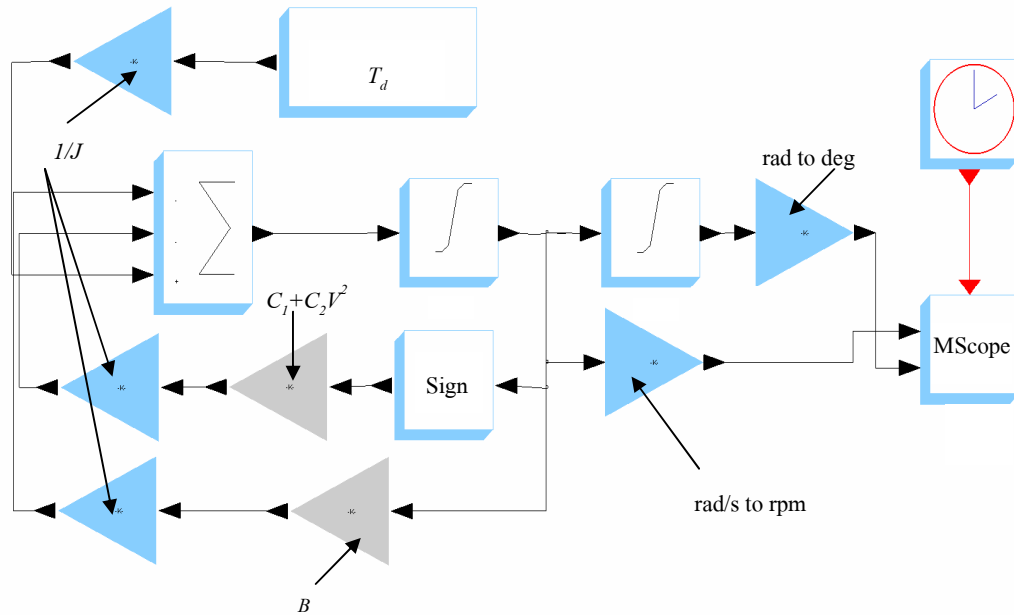 -K-
T_d
1/J
rad to deg
-
-
+
-K-
C_1+C_2V^2
-K-
-K-
Sign
-K-
MScope
-K-
-K-
rad/s to rpm
B